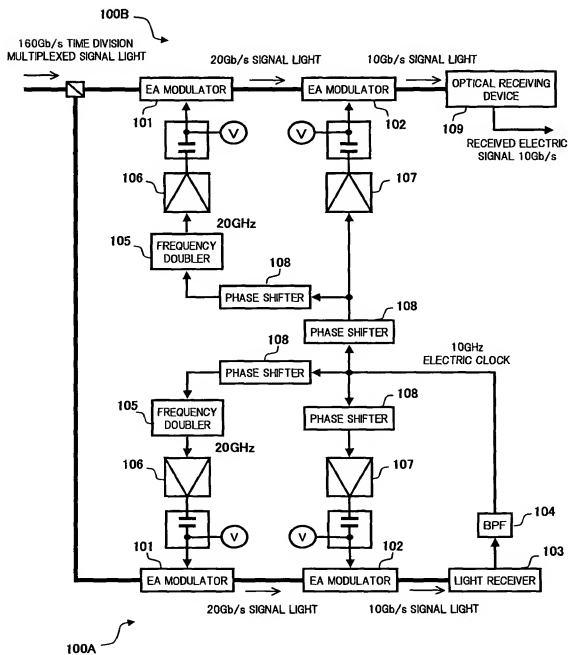 100B
160Gb/s TIME DIVISION
MULTIPLEXED SIGNAL LIGHT
20Gb/s SIGNAL LIGHT
10Gb/s SIGNAL LIGHT
EA MODULATOR
EA MODULATOR
OPTICAL RECEIVING
DEVICE
101
102
109
V
V
RECEIVED ELECTRIC
SIGNAL 10Gb/s
106
107
20GHz
105
FREQUENCY
DOUBLER
108
PHASE SHIFTER
108
PHASE SHIFTER
108
10GHz
ELECTRIC CLOCK
PHASE SHIFTER
108
105
FREQUENCY
DOUBLER
PHASE SHIFTER
20GHz
106
107
104
BPF
V
V
101
102
103
EA MODULATOR
EA MODULATOR
LIGHT RECEIVER
20Gb/s SIGNAL LIGHT
10Gb/s SIGNAL LIGHT
100A